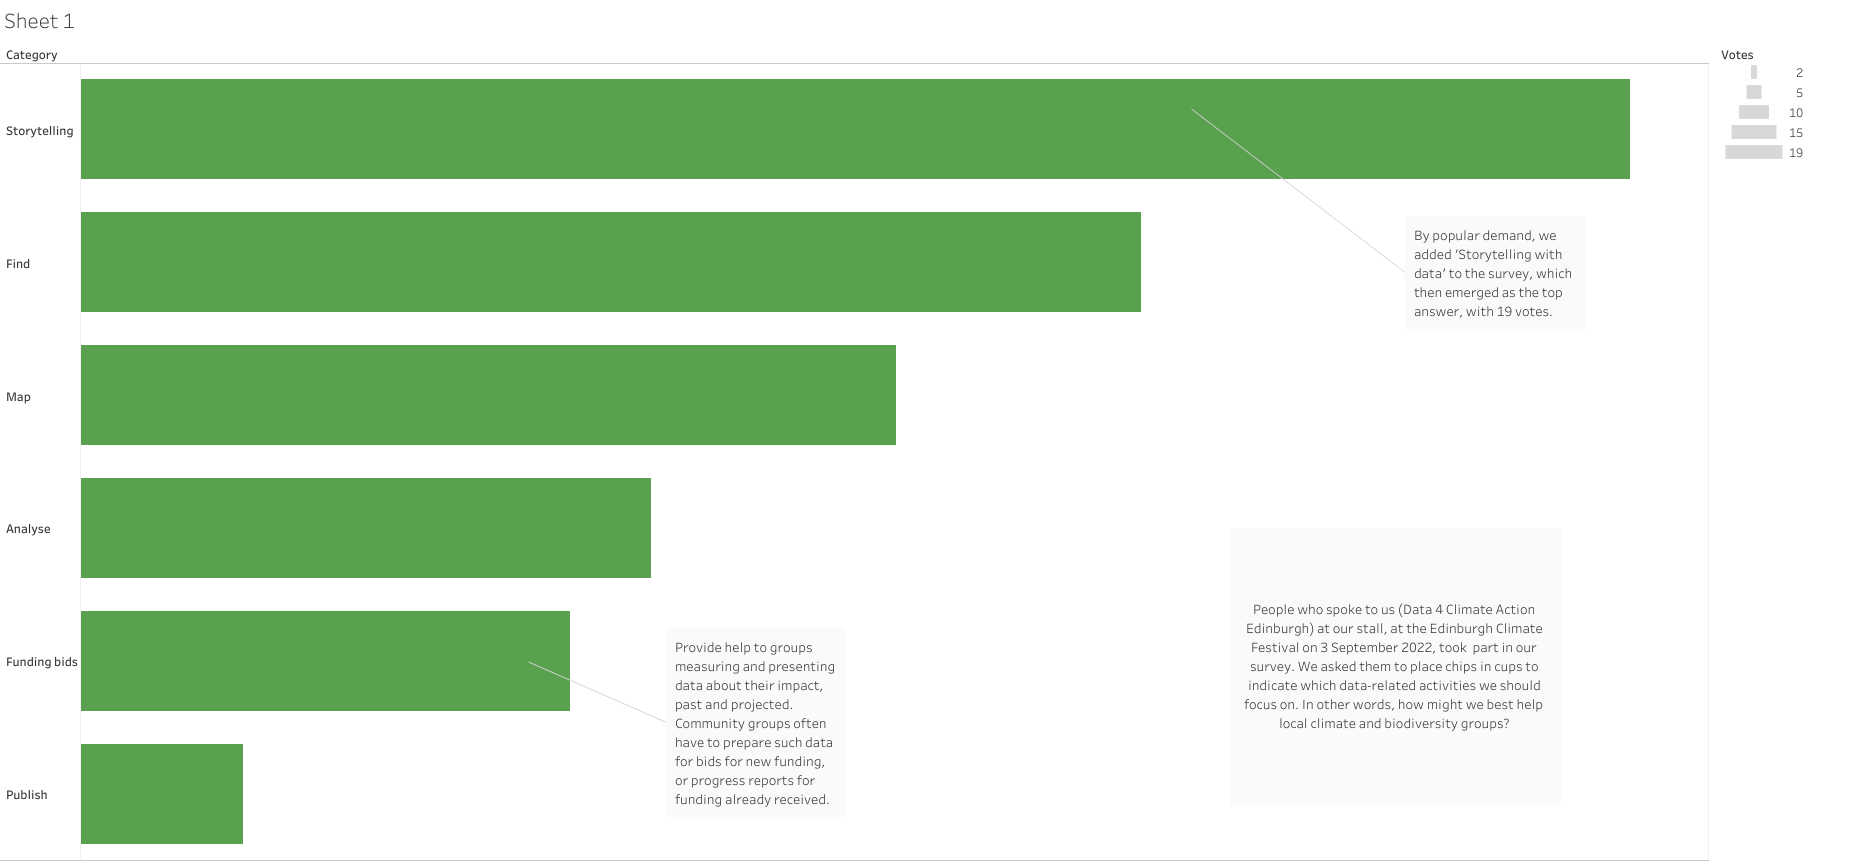 Sheet 1
Category
Votes
2
5
10
15
19
Storytelling
By popular demand, we
added 'Storytelling with
data' to the survey, which
then emerged as the top
answer, with 19 votes.
Find
Map
Analyse
People who spoke to us (Data 4 Climate Action
Edinburgh) at our stall, at the Edinburgh Climate
Festival on 3 September 2022, took  part in our
survey. We asked them to place chips in cups to
indicate which data-related activities we should
focus on. In other words, how might we best help
local climate and biodiversity groups?
Funding bids
Provide help to groups
measuring and presenting
data about their impact,
past and projected.
Community groups often
have to prepare such data
for bids for new funding,
or progress reports for
funding already received.
Publish